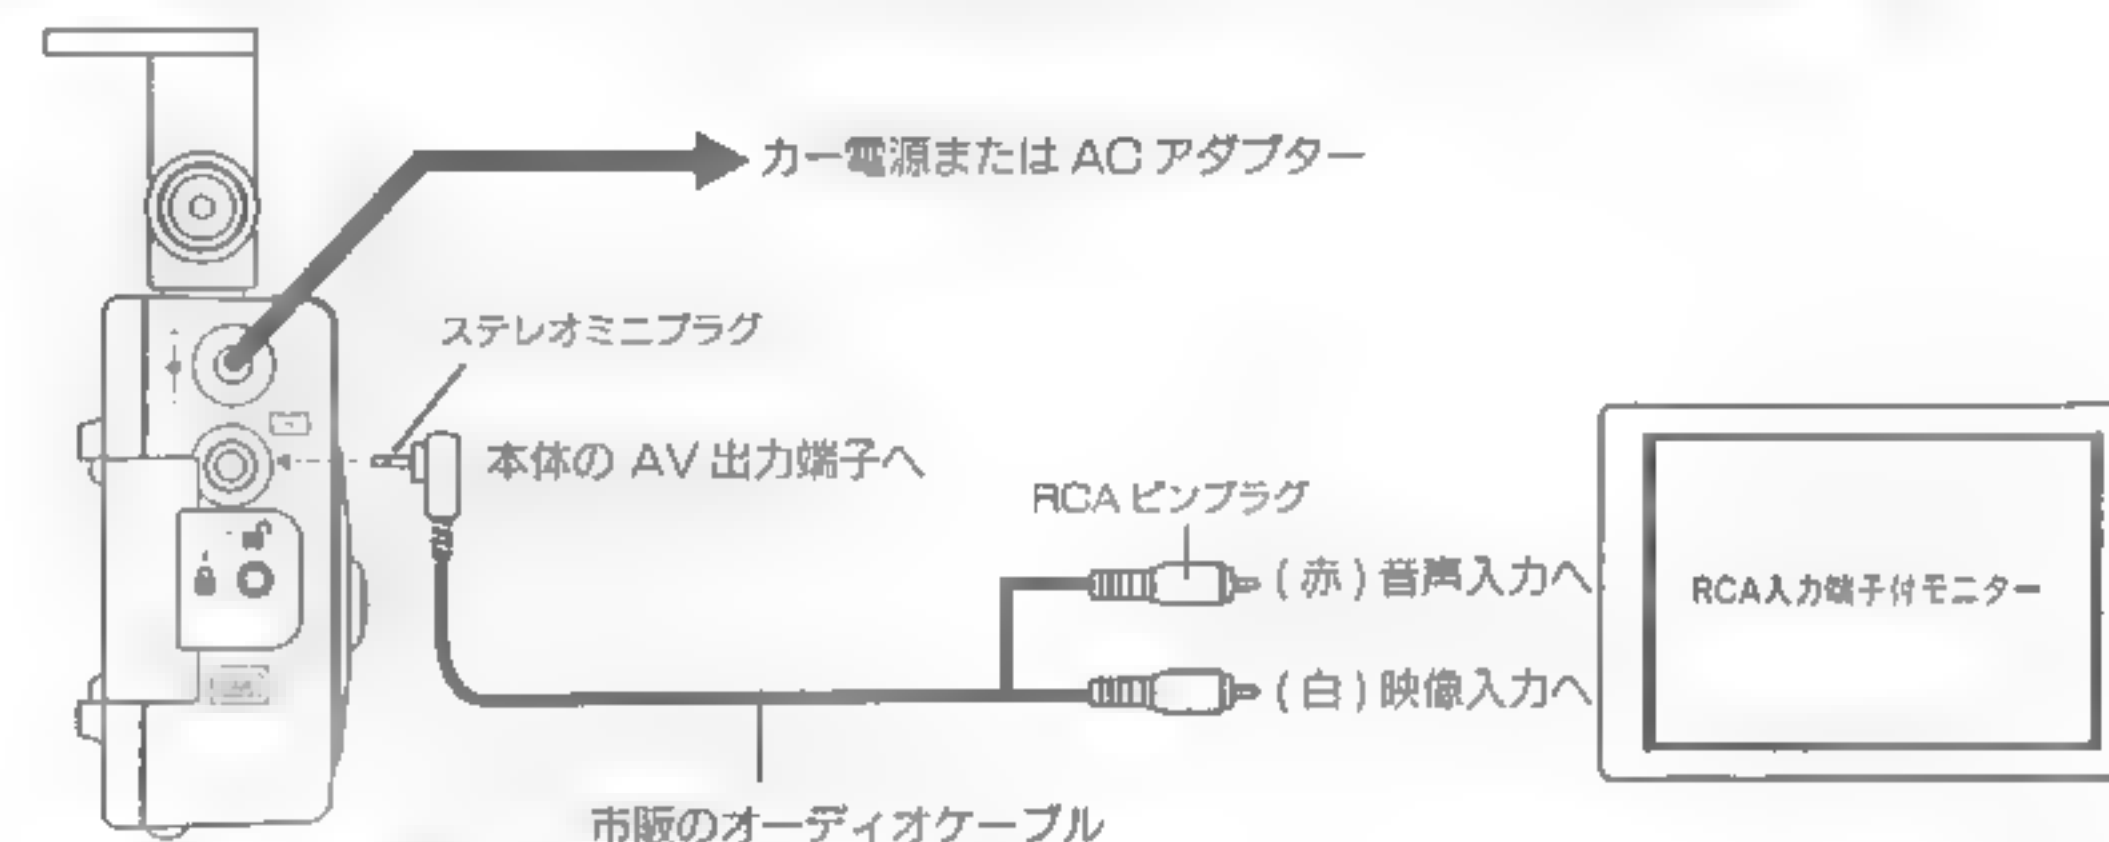 カー電源または AC アダプター
ステレオミニプラグ
本体の AV 出力端子へ
RCA ピンプラグ
(赤) 音声入力へ
RCA入力端子付モニター
(白) 映像入力へ
市販のオーディオケーブル